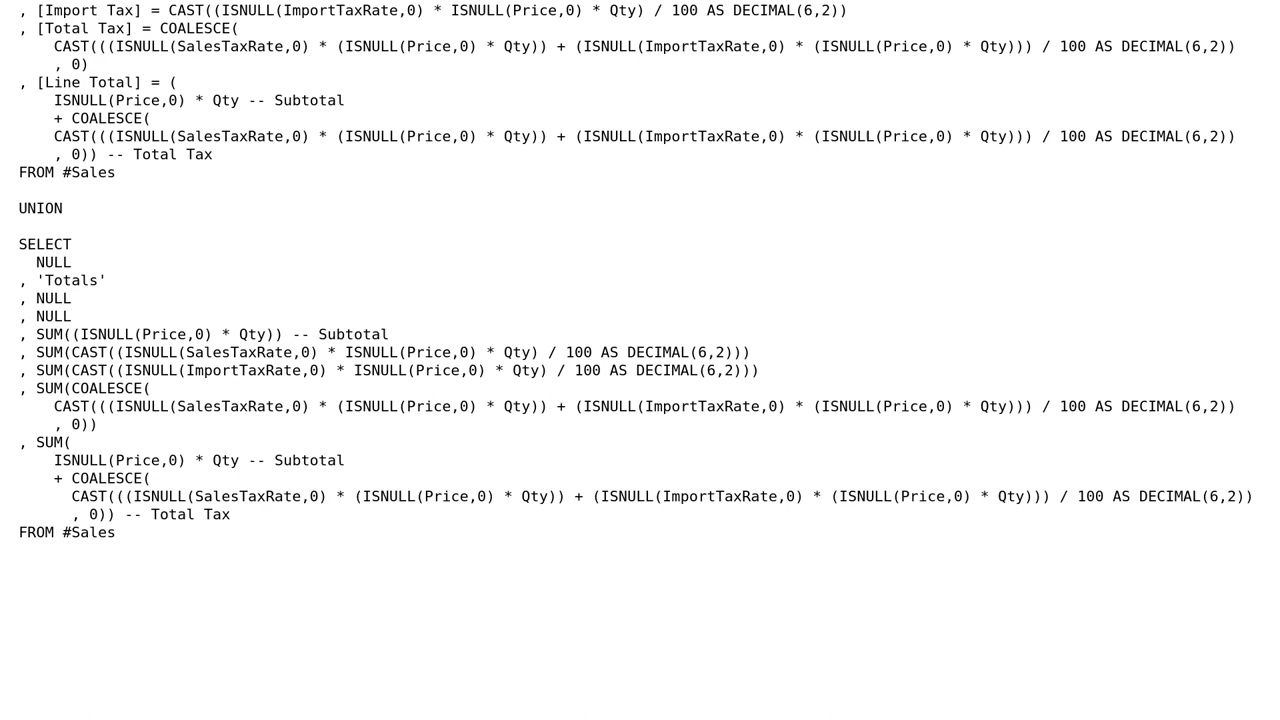 , [Import Tax] = CAST((ISNULL(ImportTaxRate,0) * ISNULL(Price,0) * Qty) / 100 AS DECIMAL(6,2))
, [Total Tax] = COALESCE(
    CAST(((ISNULL(SalesTaxRate,0) * (ISNULL(Price,0) * Qty)) + (ISNULL(ImportTaxRate,0) * (ISNULL(Price,0) * Qty))) / 100 AS DECIMAL(6,2))
    , 0)
, [Line Total] = (
    ISNULL(Price,0) * Qty -- Subtotal
    + COALESCE(
    CAST(((ISNULL(SalesTaxRate,0) * (ISNULL(Price,0) * Qty)) + (ISNULL(ImportTaxRate,0) * (ISNULL(Price,0) * Qty))) / 100 AS DECIMAL(6,2))
    , 0)) -- Total Tax
FROM #Sales

UNION

SELECT
  NULL
, 'Totals'
, NULL
, NULL
, SUM((ISNULL(Price,0) * Qty)) -- Subtotal
, SUM(CAST((ISNULL(SalesTaxRate,0) * ISNULL(Price,0) * Qty) / 100 AS DECIMAL(6,2)))
, SUM(CAST((ISNULL(ImportTaxRate,0) * ISNULL(Price,0) * Qty) / 100 AS DECIMAL(6,2)))
, SUM(COALESCE(
    CAST(((ISNULL(SalesTaxRate,0) * (ISNULL(Price,0) * Qty)) + (ISNULL(ImportTaxRate,0) * (ISNULL(Price,0) * Qty))) / 100 AS DECIMAL(6,2))
    , 0))
, SUM(
    ISNULL(Price,0) * Qty -- Subtotal
    + COALESCE(
      CAST(((ISNULL(SalesTaxRate,0) * (ISNULL(Price,0) * Qty)) + (ISNULL(ImportTaxRate,0) * (ISNULL(Price,0) * Qty))) / 100 AS DECIMAL(6,2))
      , 0)) -- Total Tax
FROM #Sales